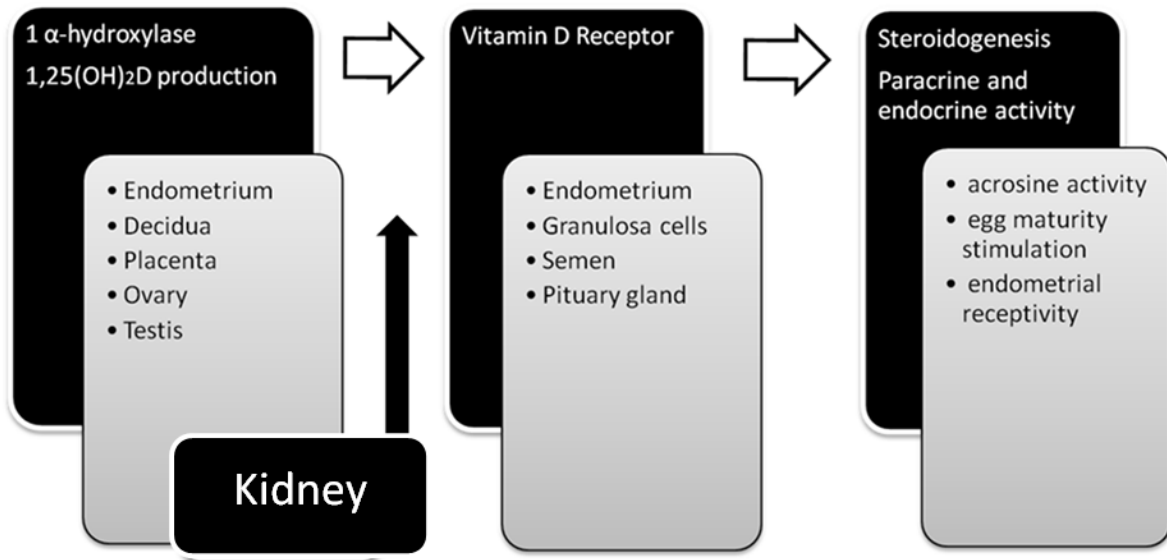 1 α-hydroxylase
1,25(OH)₂D production
• Endometrium
• Decidua
• Placenta
• Ovary
• Testis
Kidney
Vitamin D Receptor
• Endometrium
• Granulosa cells
• Semen
• Pituary gland
Steroidogenesis
Paracrine and
endocrine activity
• acrosine activity
• egg maturity
stimulation
• endometrial
receptivity